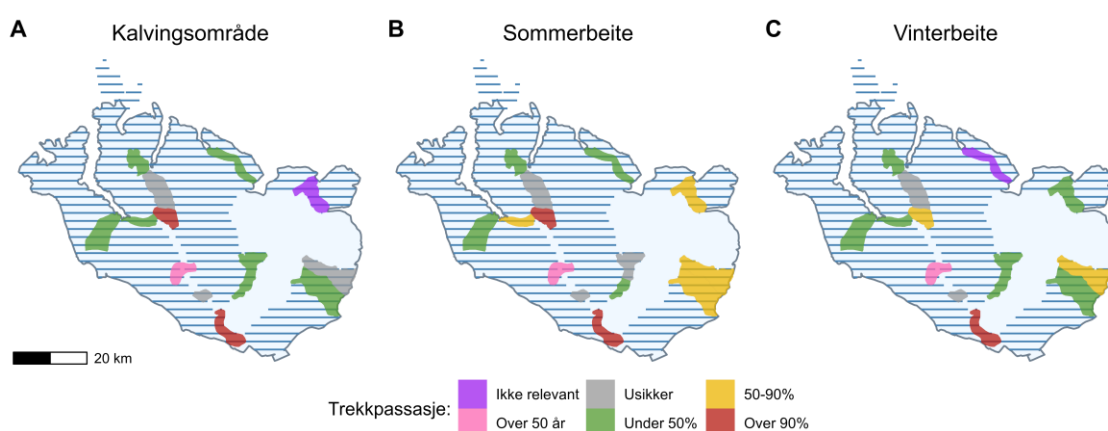 A Kalvingsområde
B Sommerbeite
C Vinterbeite
20 km
Trekkpassasje:
Ikke relevant Usikker 50-90%
Over 50 år Under 50% Over 90%